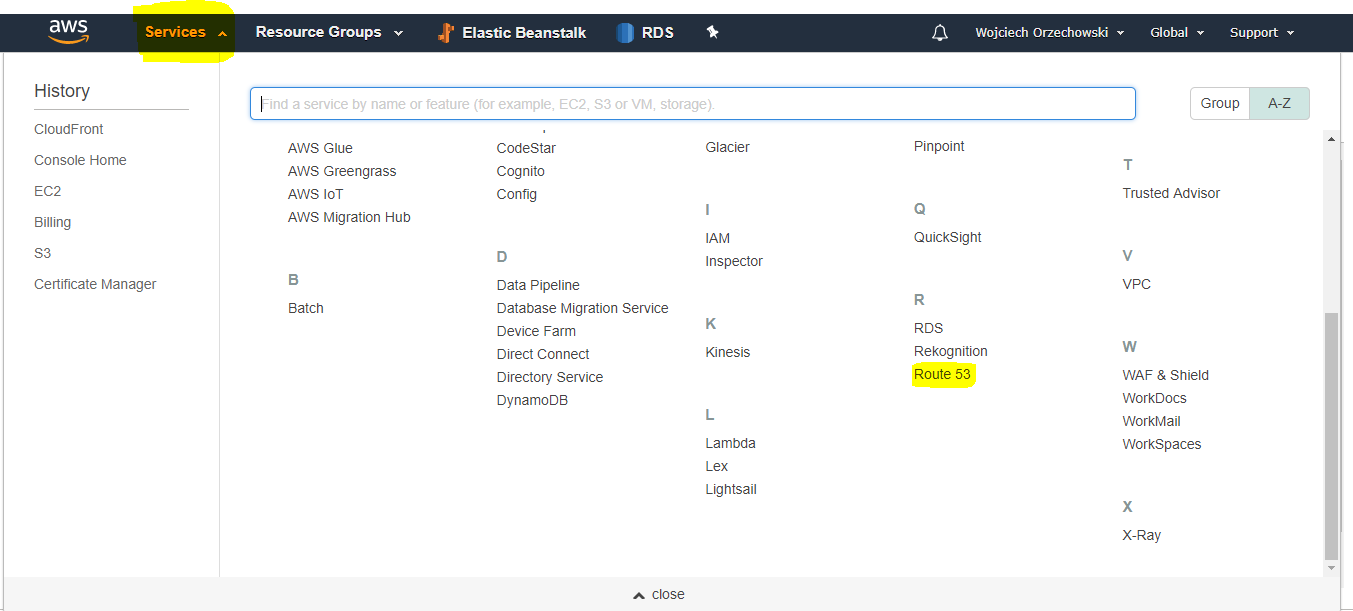 aws Services Resource Groups Elastic Beanstalk RDS Wojciech Orzechowski Global Support
History
CloudFront
Console Home
EC2
Billing
S3
Certificate Manager
Find a service by name or feature (for example, EC2, S3 or VM, storage).
Group A-Z
AWS Glue
AWS Greengrass
AWS IoT
AWS Migration Hub
B
Batch
CodeStar
Cognito
Config
D
Data Pipeline
Database Migration Service
Device Farm
Direct Connect
Directory Service
DynamoDB
Glacier
I
IAM
Inspector
K
Kinesis
L
Lambda
Lex
Lightsail
Pinpoint
Q
QuickSight
R
RDS
Rekognition
Route 53
T
Trusted Advisor
V
VPC
W
WAF & Shield
WorkDocs
WorkMail
WorkSpaces
X
X-Ray
close